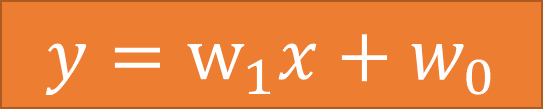 y = w₁x + w₀